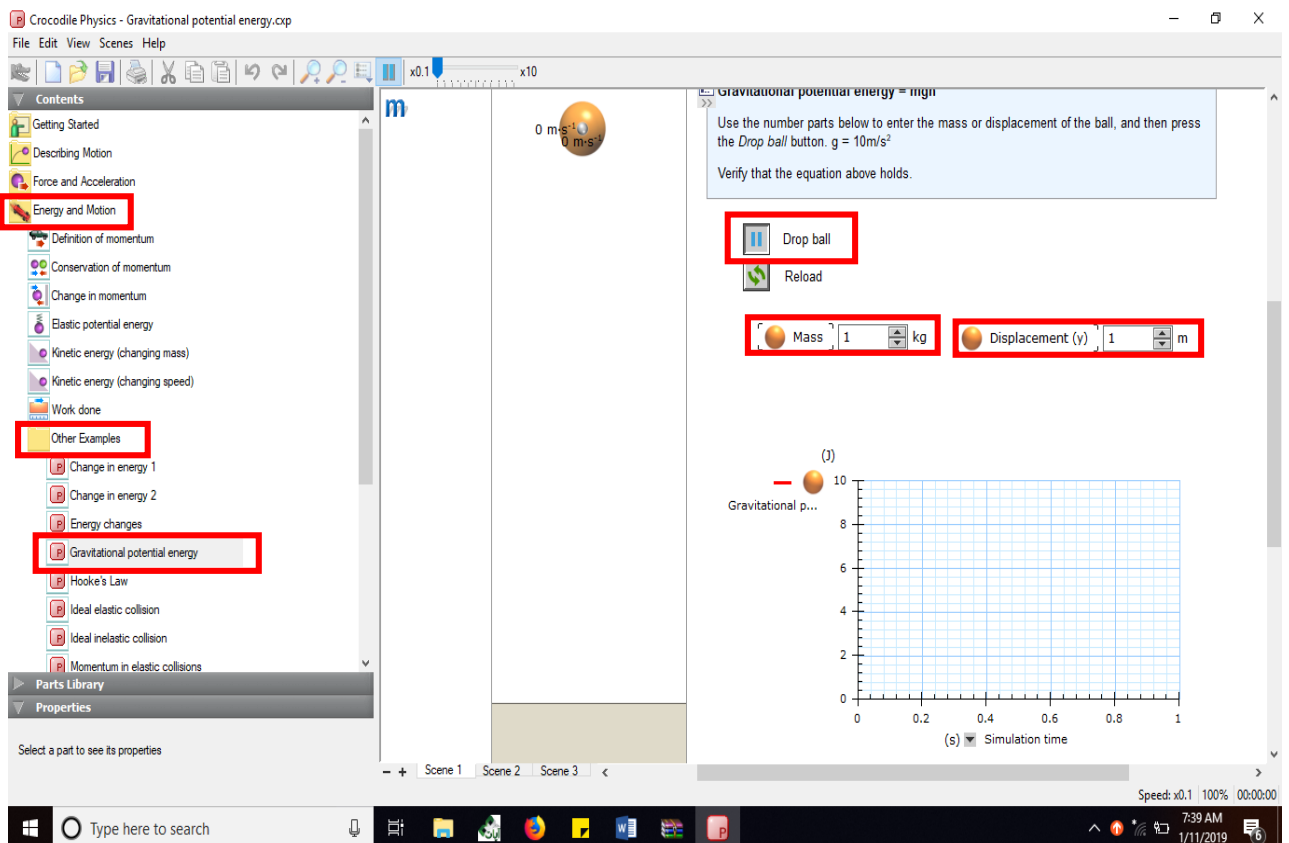 Crocodile Physics - Gravitational potential energy.cxp
File Edit View Scenes Help
x0.1 x10
Contents
Getting Started
Describing Motion
Force and Acceleration
Energy and Motion
Definition of momentum
Conservation of momentum
Change in momentum
Elastic potential energy
Kinetic energy (changing mass)
Kinetic energy (changing speed)
Work done
Other Examples
Change in energy 1
Change in energy 2
Energy changes
Gravitational potential energy
Hooke's Law
Ideal elastic collision
Ideal inelastic collision
Momentum in elastic collisions
Parts Library
Properties
Select a part to see its properties
m
0 m·s⁻¹
0 m·s⁻¹
Gravitational potential energy = mgh
Use the number parts below to enter the mass or displacement of the ball, and then press
the Drop ball button. g = 10m/s²
Verify that the equation above holds.
Drop ball
Reload
Mass 1 kg Displacement (y) 1 m
(J)
Gravitational p...
10
8
6
4
2
0
0 0.2 0.4 0.6 0.8 1
(s) Simulation time
- + Scene 1 Scene 2 Scene 3 <
Speed: x0.1 100% 00:00:00
Type here to search
7:39 AM
1/11/2019
6